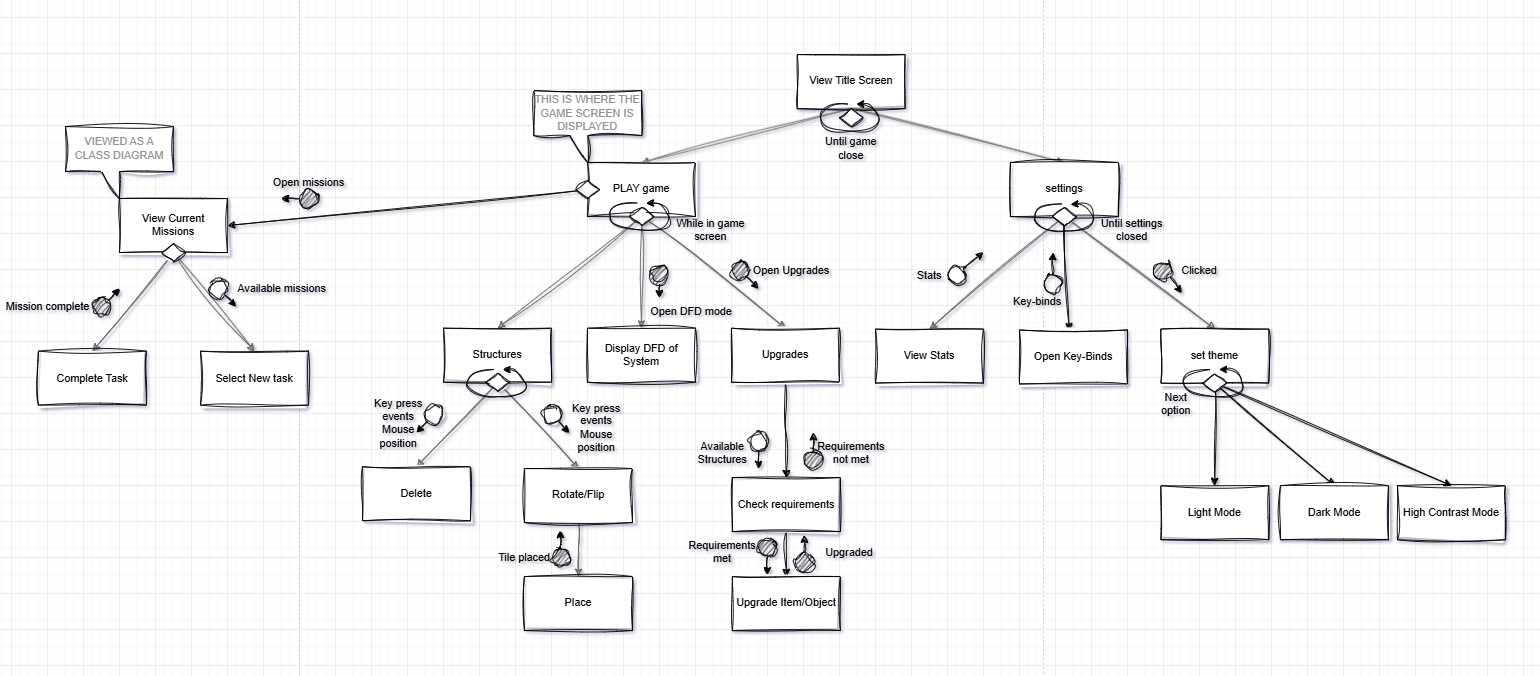 View Title Screen
Until game
close
THIS IS WHERE THE
GAME SCREEN IS
DISPLAYED
VIEWED AS A
CLASS DIAGRAM
Open missions
PLAY game
settings
View Current
Missions
While in game
screen
Until settings
closed
Mission complete
Available missions
Open Upgrades
Open DFD mode
Stats
Key-binds
Clicked
Complete Task
Select New task
Structures
Display DFD of
System
Upgrades
View Stats
Open Key-Binds
set theme
Next
option
Key press
events
Mouse
position
Key press
events
Mouse
position
Available
Structures
Requirements
not met
Delete
Rotate/Flip
Check requirements
Light Mode
Dark Mode
High Contrast Mode
Tile placed
Requirements
met
Upgraded
Place
Upgrade Item/Object